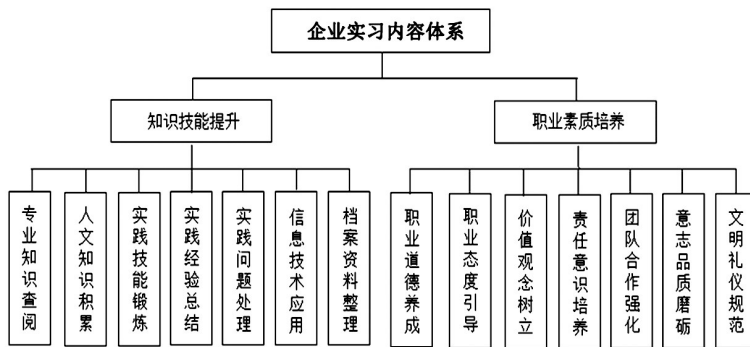 企业实习内容体系
知识技能提升
职业素质培养
专业知识查阅
人文知识积累
实践技能锻炼
实践经验总结
实践问题处理
信息技术应用
档案资料整理
职业道德养成
职业态度引导
价值观念树立
责任意识培养
团队合作强化
意志品质磨砺
文明礼仪规范